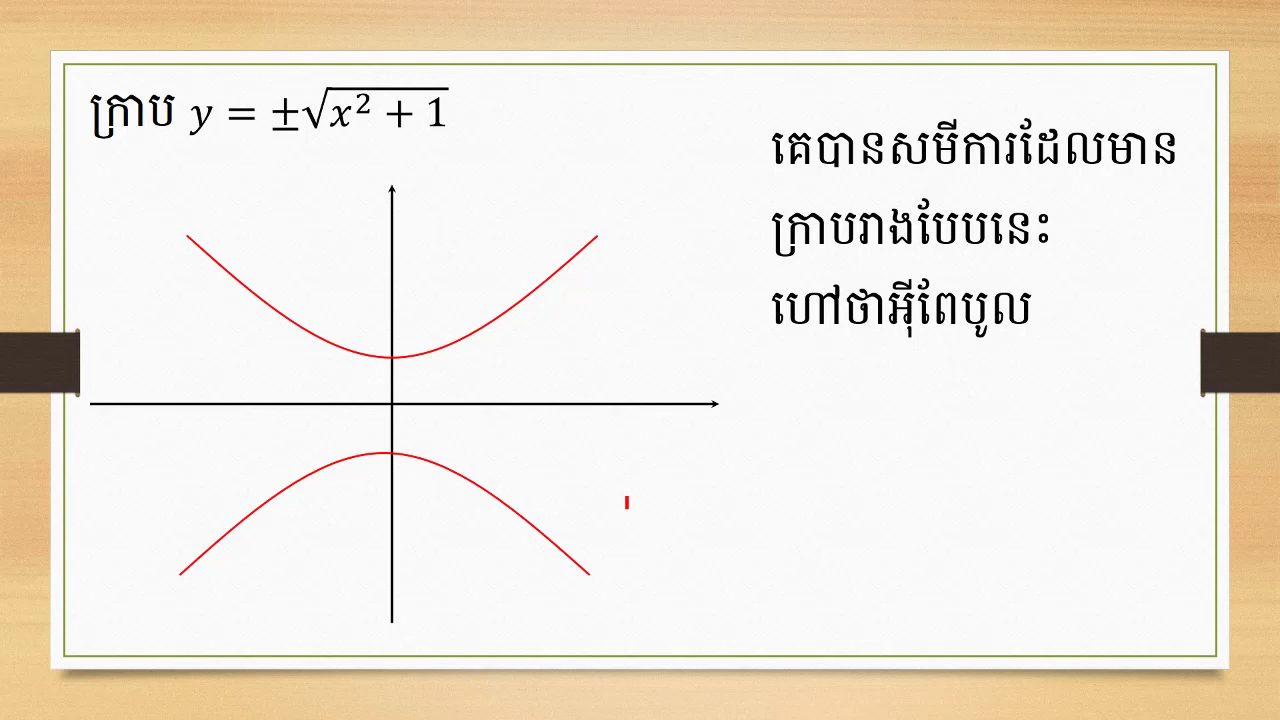 ក្រាប y = ±√(x² + 1)
គេបានសមីការដែលមាន
ក្រាបរាងបែបនេះ
ហៅថាអ៊ីពែបូល